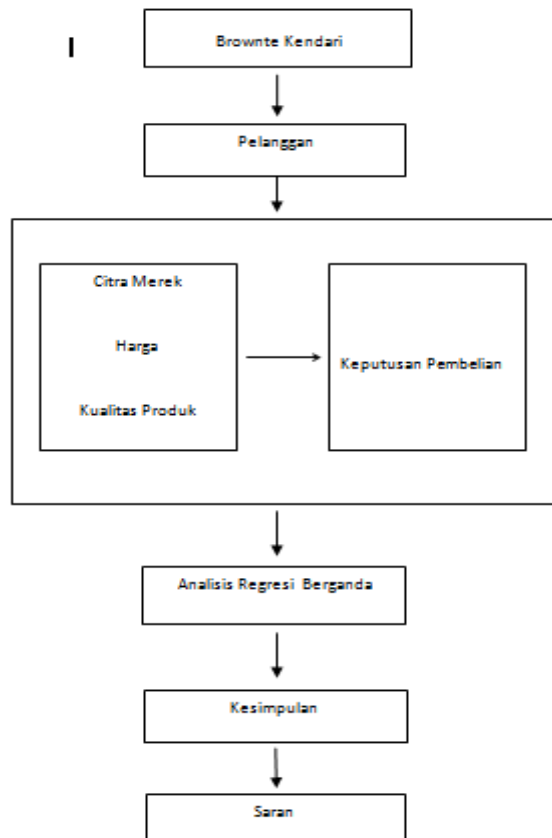 I
Brownte Kendari
Pelanggan
Citra Merek
Harga
Keputusan Pembelian
Kualitas Produk
Analisis Regresi Berganda
Kesimpulan
Saran